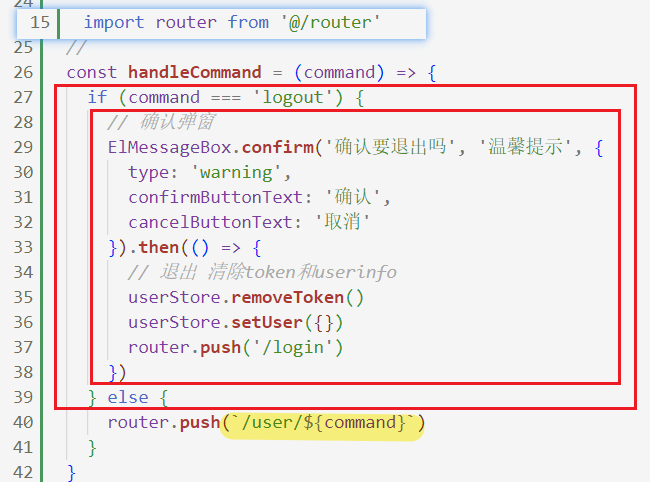 24
15 import router from '@/router'
25 //
26 const handleCommand = (command) => {
27 if (command === 'logout') {
28 // 确认弹窗
29 ElMessageBox.confirm('确认要退出吗', '温馨提示', {
30 type: 'warning',
31 confirmButtonText: '确认',
32 cancelButtonText: '取消'
33 }).then(() => {
34 // 退出 清除token和userinfo
35 userStore.removeToken()
36 userStore.setUser({})
37 router.push('/login')
38 })
39 } else {
40 router.push(`/user/${command}`)
41 }
42 }